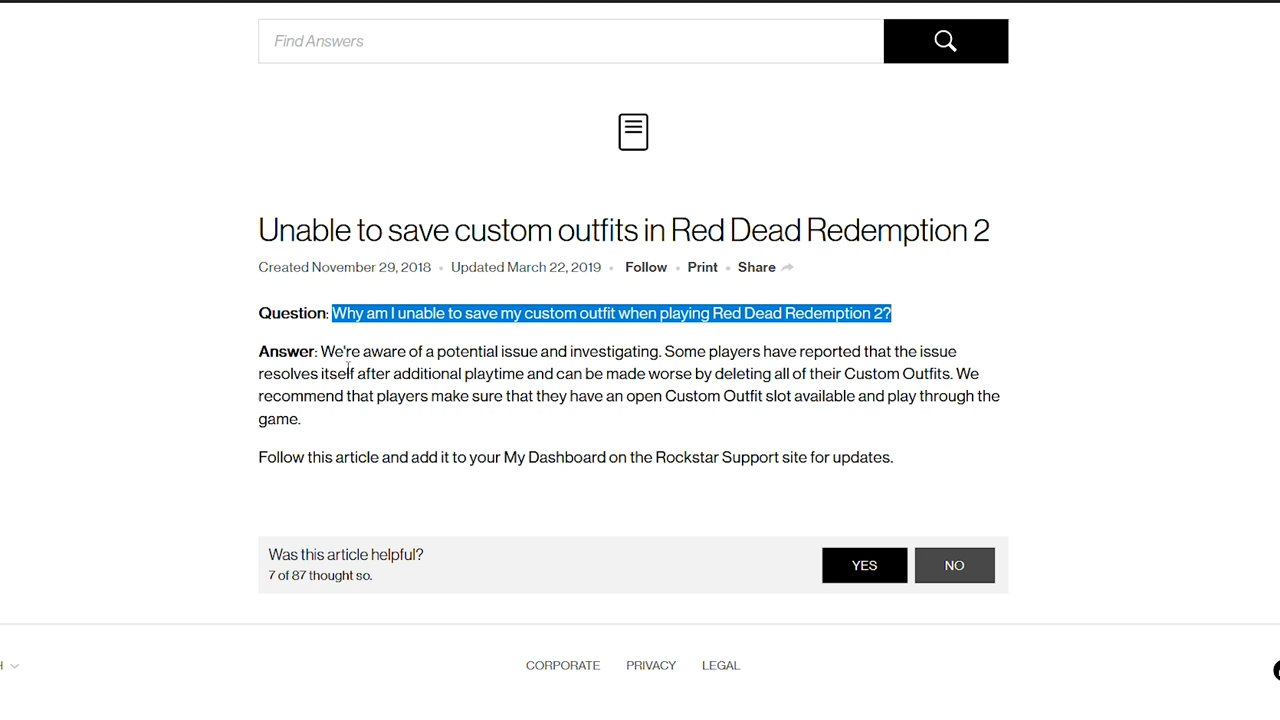 Find Answers
Unable to save custom outfits in Red Dead Redemption 2
Created November 29, 2018 • Updated March 22, 2019 • Follow • Print • Share
Question: Why am I unable to save my custom outfit when playing Red Dead Redemption 2?
Answer: We're aware of a potential issue and investigating. Some players have reported that the issue
resolves itself after additional playtime and can be made worse by deleting all of their Custom Outfits. We
recommend that players make sure that they have an open Custom Outfit slot available and play through the
game.
Follow this article and add it to your My Dashboard on the Rockstar Support site for updates.
Was this article helpful?
7 of 87 thought so.
YES NO
H
CORPORATE PRIVACY LEGAL